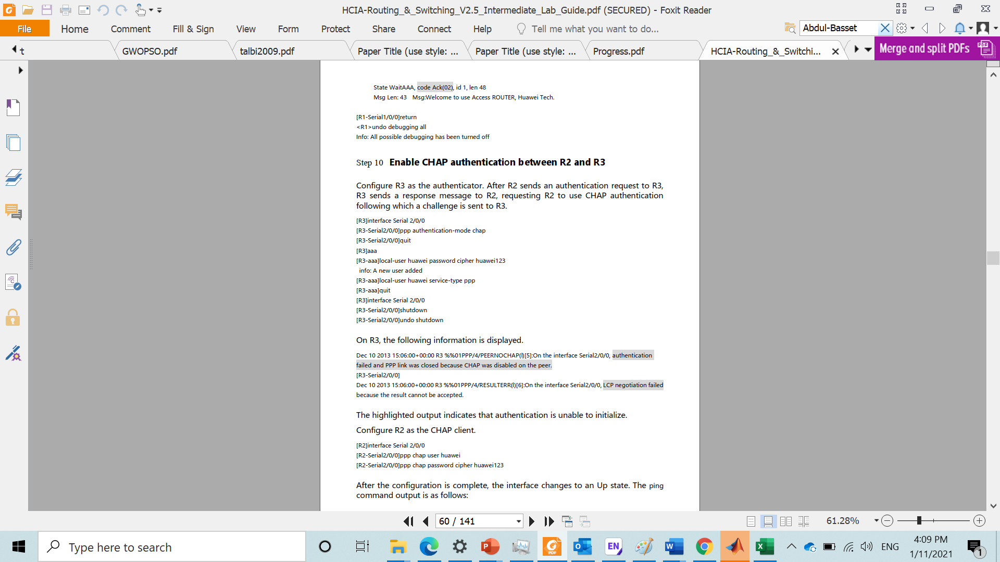 HCIA-Routing_&_Switching_V2.5_Intermediate_Lab_Guide.pdf (SECURED) - Foxit Reader
File
Home
Comment
Fill & Sign
View
Form
Protect
Share
Connect
Help
Tell me what you want to do...
Abdul-Basset
t
GWOPSO.pdf
talbi2009.pdf
Paper Title (use style: ...
Paper Title (use style: ...
Progress.pdf
HCIA-Routing_&_Switchi...
Merge and split PDFs
State WaitAAA, code Ack(02), id 1, len 48
Msg Len: 43 Msg:Welcome to use Access ROUTER, Huawei Tech.
[R1-Serial1/0/0]return
<R1>undo debugging all
Info: All possible debugging has been turned off
Step 10 Enable CHAP authentication between R2 and R3
Configure R3 as the authenticator. After R2 sends an authentication request to R3,
R3 sends a response message to R2, requesting R2 to use CHAP authentication
following which a challenge is sent to R3.
[R3]interface Serial 2/0/0
[R3-Serial2/0/0]ppp authentication-mode chap
[R3-Serial2/0/0]quit
[R3]aaa
[R3-aaa]local-user huawei password cipher huawei123
info: A new user added
[R3-aaa]local-user huawei service-type ppp
[R3-aaa]quit
[R3]interface Serial 2/0/0
[R3-Serial2/0/0]shutdown
[R3-Serial2/0/0]undo shutdown
On R3, the following information is displayed.
Dec 10 2013 15:06:00+00:00 R3 %%01PPP/4/PEERNOCHAP(l)[5]:On the interface Serial2/0/0, authentication
failed and PPP link was closed because CHAP was disabled on the peer.
[R3-Serial2/0/0]
Dec 10 2013 15:06:00+00:00 R3 %%01PPP/4/RESULTERR(l)[6]:On the interface Serial2/0/0, LCP negotiation failed
because the result cannot be accepted.
The highlighted output indicates that authentication is unable to initialize.
Configure R2 as the CHAP client.
[R2]interface Serial 2/0/0
[R2-Serial2/0/0]ppp chap user huawei
[R2-Serial2/0/0]ppp chap password cipher huawei123
After the configuration is complete, the interface changes to an Up state. The ping
command output is as follows:
60 / 141
61.28%
Type here to search
ENG
4:09 PM
1/11/2021
1